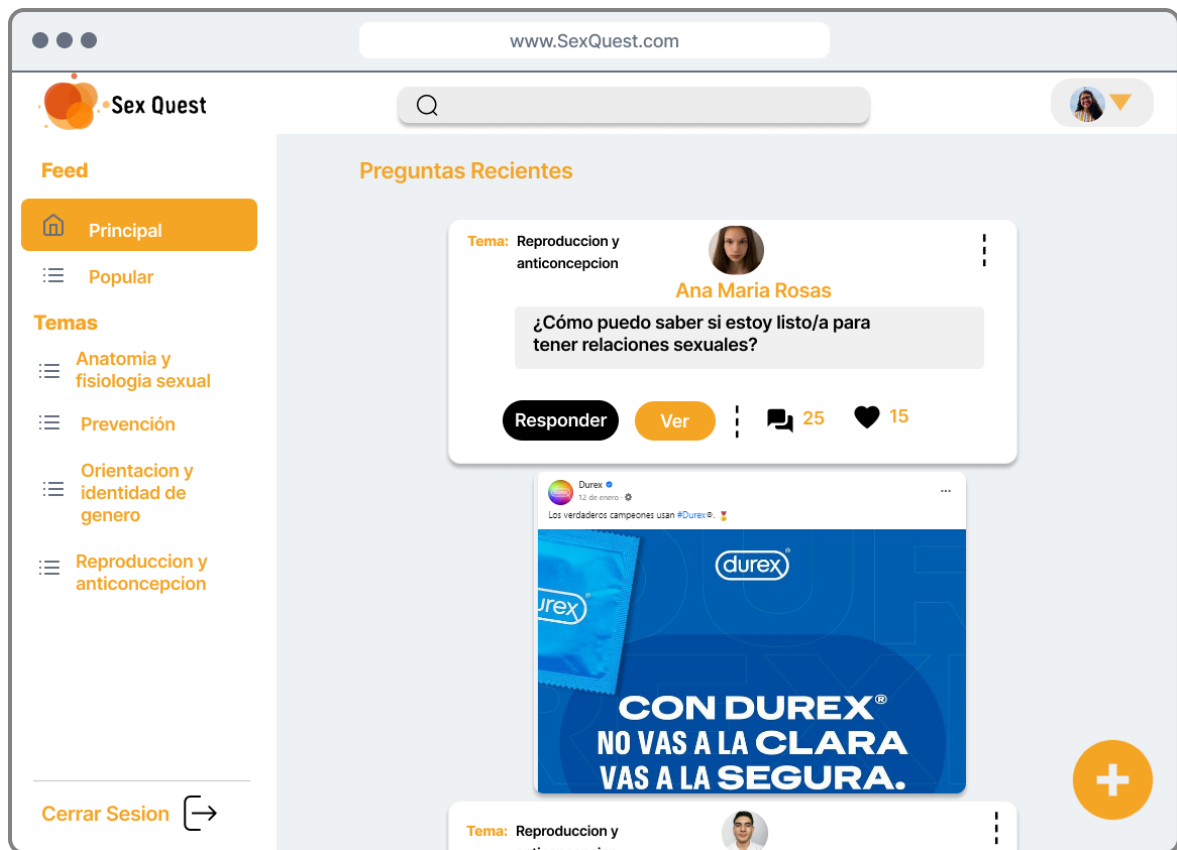 www.SexQuest.com
Sex Quest
Feed
Principal
Popular
Temas
Anatomia y
fisiologia sexual
Prevención
Orientacion y
identidad de
genero
Reproduccion y
anticoncepcion
Cerrar Sesion
Preguntas Recientes
Tema: Reproduccion y
anticoncepcion
Ana Maria Rosas
¿Cómo puedo saber si estoy listo/a para
tener relaciones sexuales?
Responder
Ver
25
15
Durex
12 de enero ·
Los verdaderos campeones usan #Durex®.
durex®
urex
CON DUREX®
NO VAS A LA CLARA
VAS A LA SEGURA.
Tema: Reproduccion y